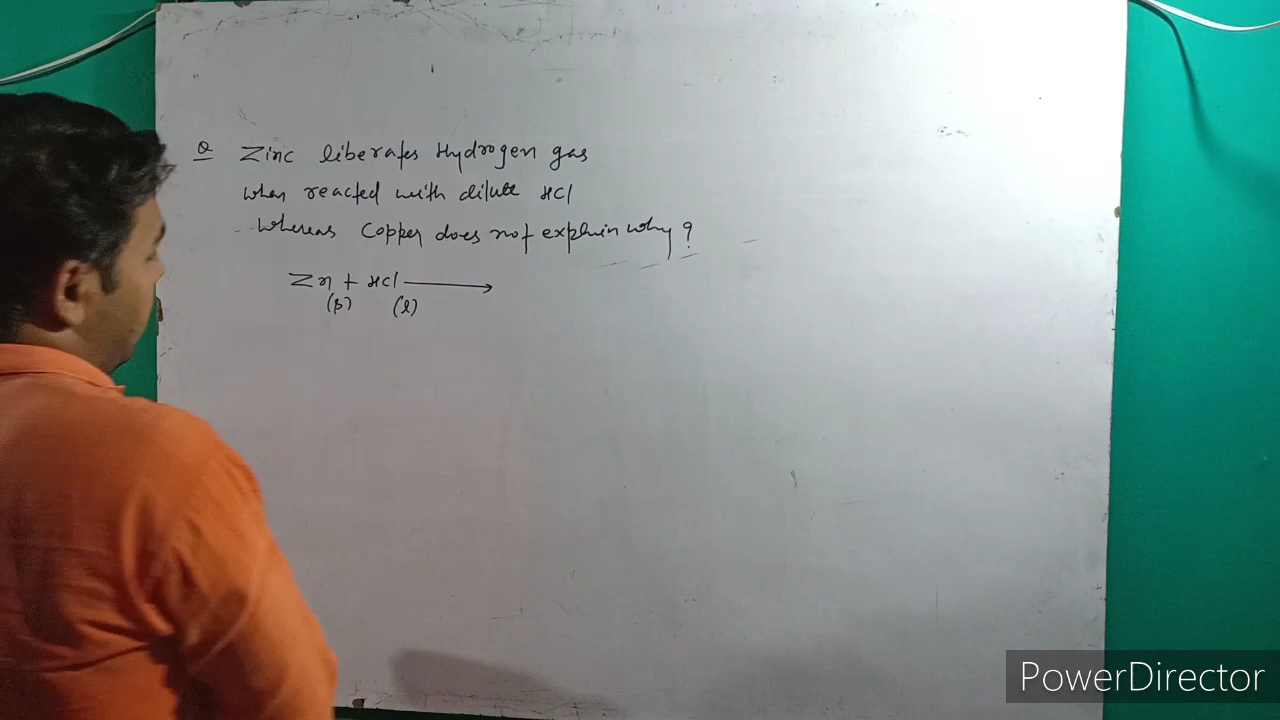 Q Zinc liberates Hydrogen gas
when reacted with dilute HCl
Whereas Copper does not explain why?
Zn + HCl ⟶
(s) (l)
PowerDirector